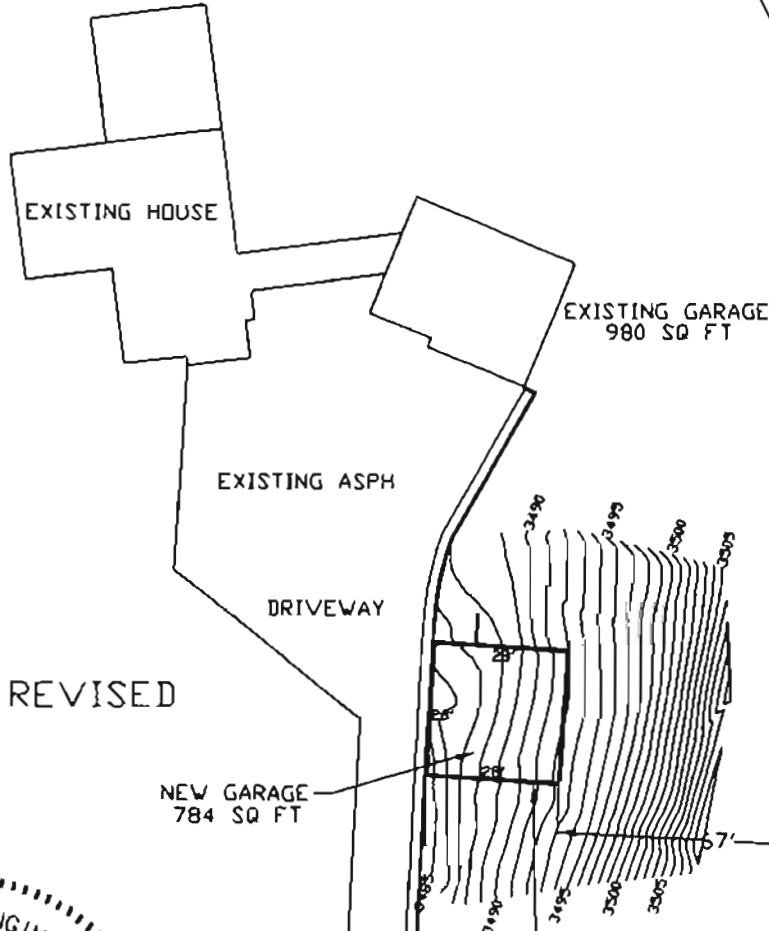 EXISTING HOUSE
EXISTING GARAGE
980 SQ FT
EXISTING ASPH
3490
3495
3500
3505
DRIVEWAY
28'
REVISED
28'
28'
NEW GARAGE
784 SQ FT
67'
3485
3490
3495
3500
3505